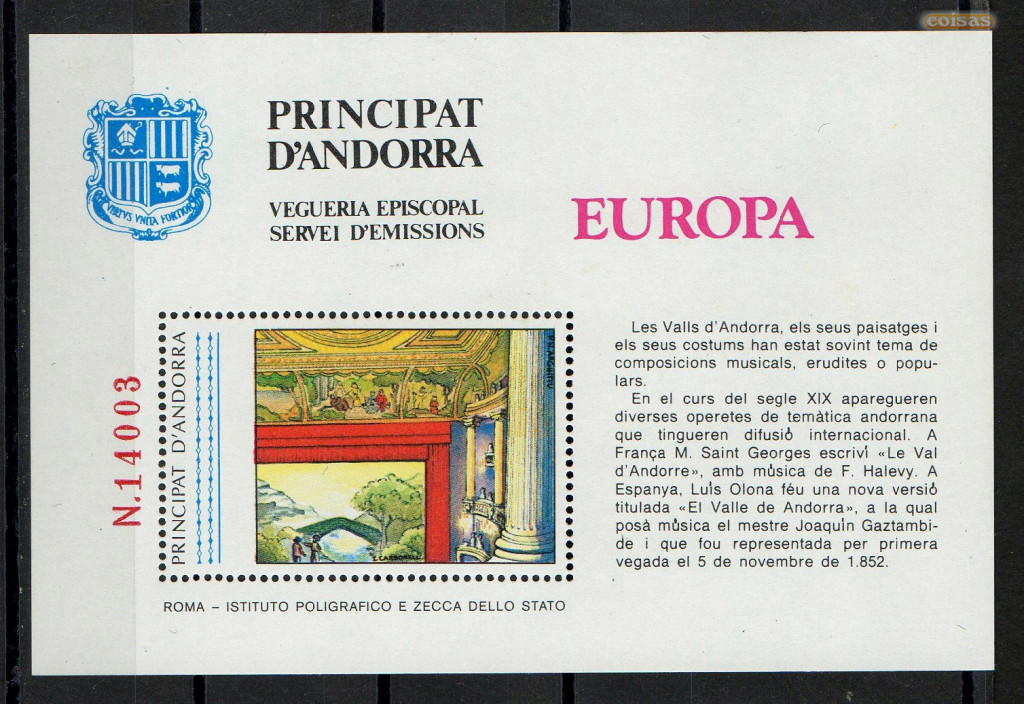 coisas
PRINCIPAT
D'ANDORRA
VEGUERIA EPISCOPAL
SERVEI D'EMISSIONS
VIRTVS VNITA FORTIOR
EUROPA
N.14003
PRINCIPAT D'ANDORRA
Les Valls d'Andorra, els seus paisatges i
els seus costums han estat sovint tema de
composicions musicals, erudites o popu-
lars.
En el curs del segle XIX aparegueren
diverses operetes de temàtica andorrana
que tingueren difusió internacional. A
França M. Saint Georges escriví «Le Val
d'Andorre», amb música de F. Halevy. A
Espanya, Luis Olona féu una nova versió
titulada «El Valle de Andorra», a la qual
posà música el mestre Joaquín Gaztambi-
de i que fou representada per primera
vegada el 5 de novembre de 1.852.
ROMA – ISTITUTO POLIGRAFICO E ZECCA DELLO STATO